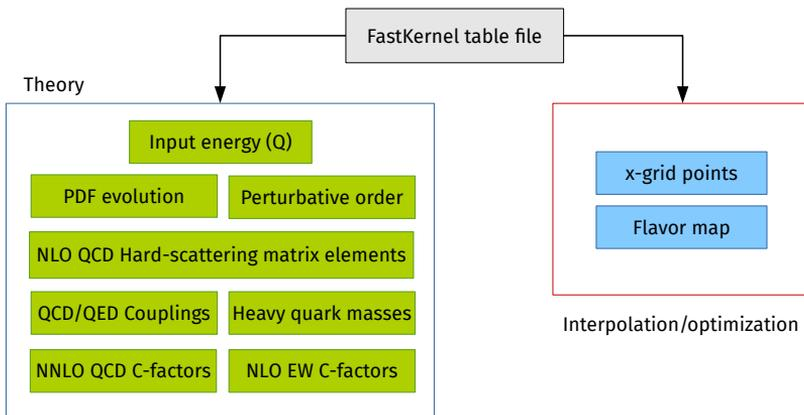 FastKernel table file
Theory
Input energy (Q)
PDF evolution
Perturbative order
NLO QCD Hard-scattering matrix elements
QCD/QED Couplings
Heavy quark masses
NNLO QCD C-factors
NLO EW C-factors
x-grid points
Flavor map
Interpolation/optimization